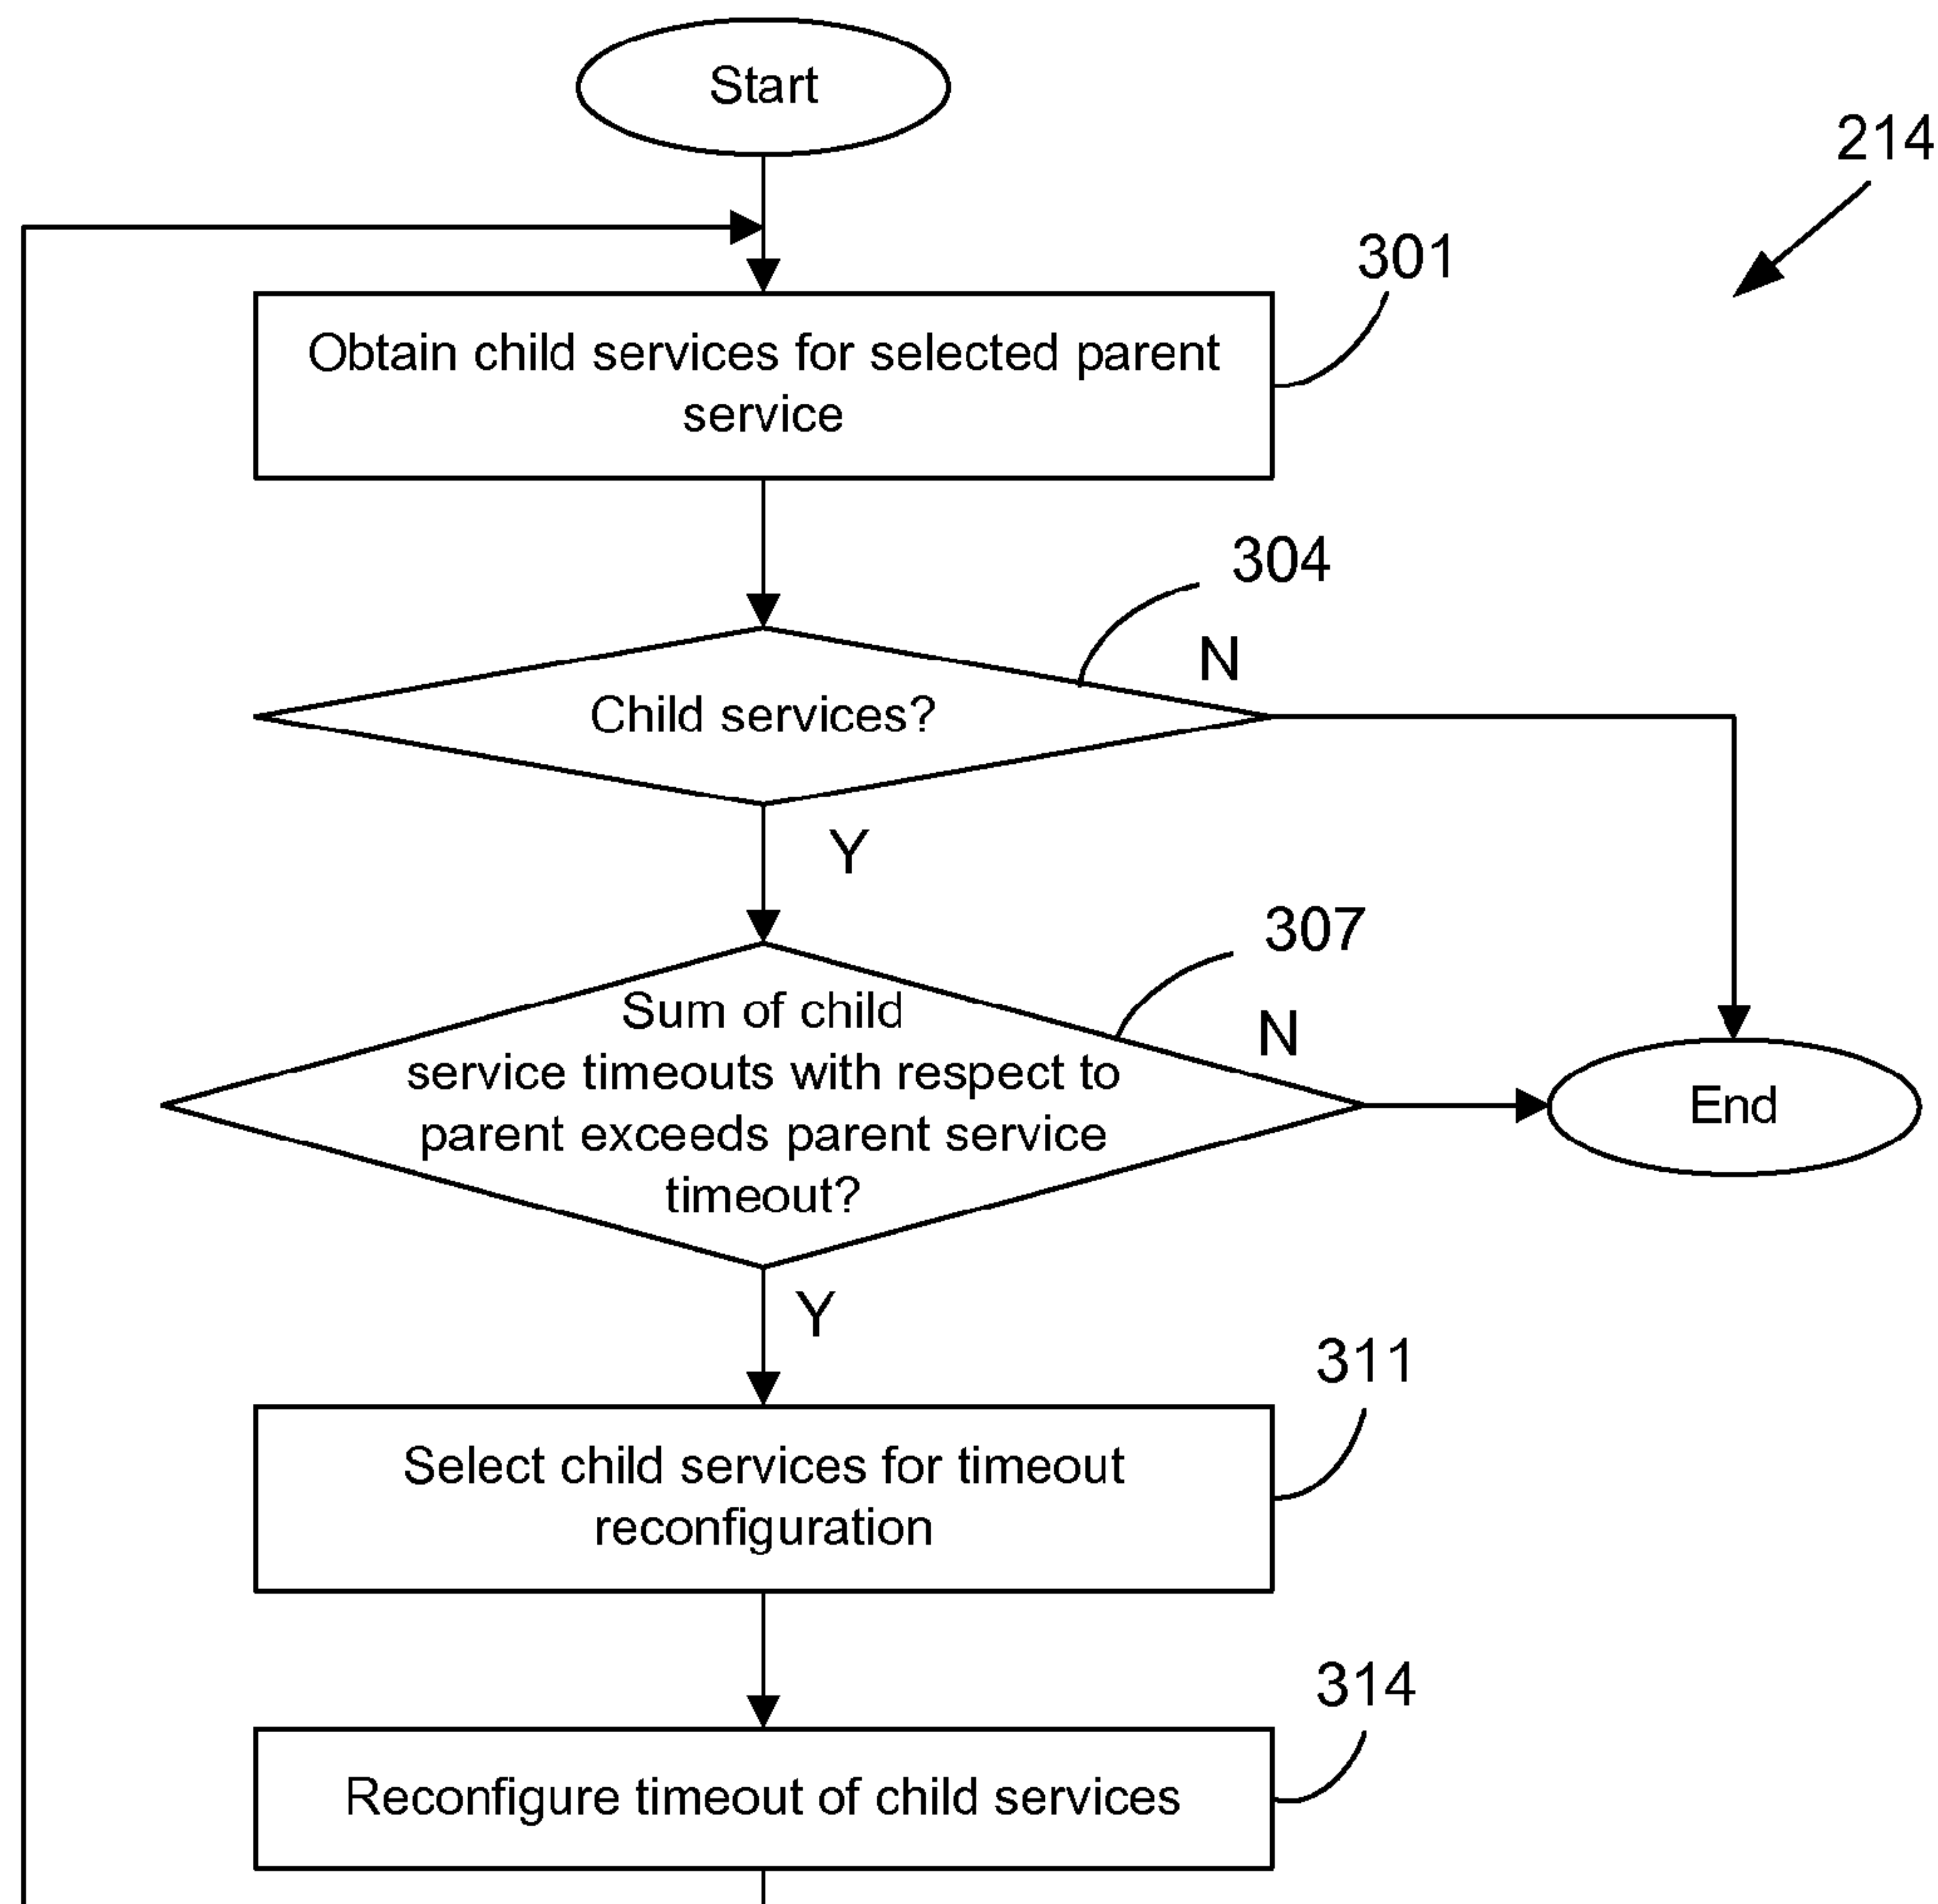 Start
214
301
Obtain child services for selected parent
service
304
N
Child services?
Y
307
N
Sum of child
service timeouts with respect to
parent exceeds parent service
timeout?
End
Y
311
Select child services for timeout
reconfiguration
314
Reconfigure timeout of child services